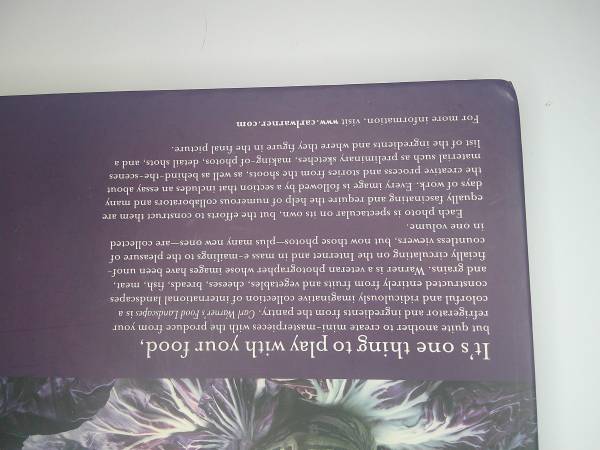 It's one thing to play with your food,
but quite another to create mini-masterpieces with the produce from your
refrigerator and ingredients from the pantry. Carl Warner's Food Landscapes is a
colorful and ridiculously imaginative collection of international landscapes
constructed entirely from fruits and vegetables, cheeses, breads, fish, meat,
and grains. Warner is a veteran photographer whose images have been unof-
ficially circulating on the Internet and in mass e-mailings to the pleasure of
countless viewers, but now those photos—plus many new ones—are collected
in one volume.
Each photo is spectacular on its own, but the efforts to construct them are
equally fascinating and require the help of numerous collaborators and many
days of work. Every image is followed by a section that includes an essay about
the creative process and stories from the shoots, as well as behind-the-scenes
material such as preliminary sketches, making-of photos, detail shots, and a
list of the ingredients and where they figure in the final picture.
For more information, visit www.carlwarner.com